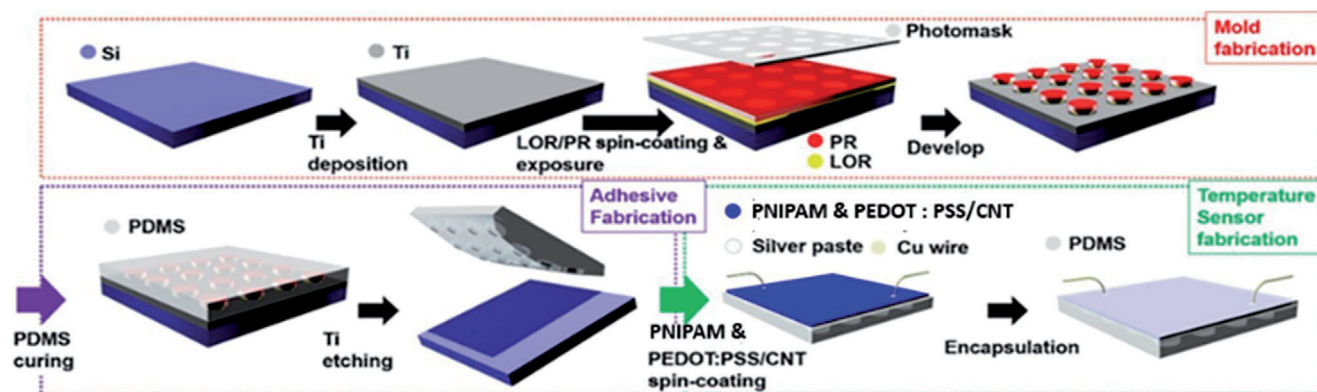 Si
Ti
Photomask
Mold
fabrication
Ti
deposition
LOR/PR spin-coating &
exposure
PR
LOR
Develop
Adhesive
Fabrication
Temperature
Sensor
fabrication
PDMS
PNIPAM & PEDOT : PSS/CNT
Silver paste
Cu wire
PDMS
PDMS
curing
Ti
etching
PNIPAM &
PEDOT:PSS/CNT
spin-coating
Encapsulation